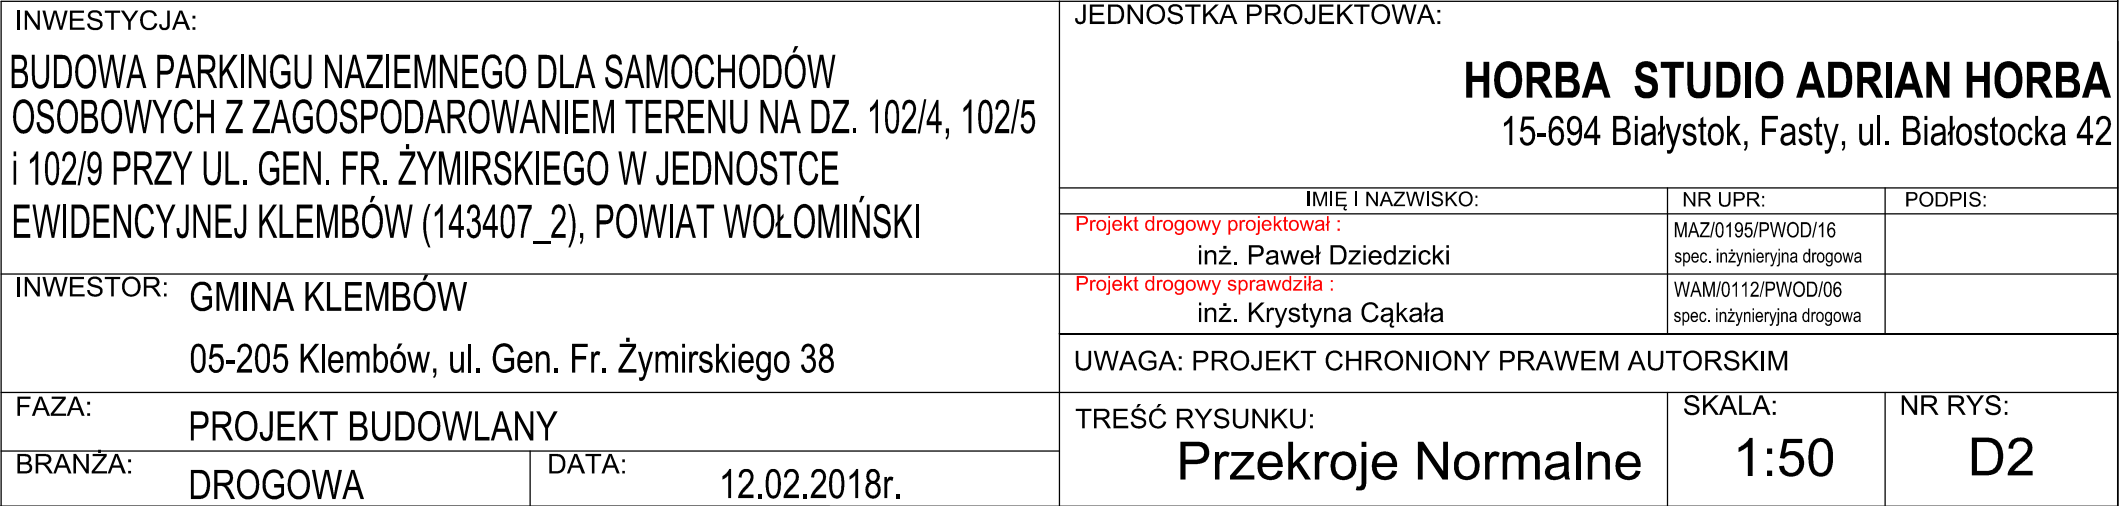 INWESTYCJA:
BUDOWA PARKINGU NAZIEMNEGO DLA SAMOCHODÓW
OSOBOWYCH Z ZAGOSPODAROWANIEM TERENU NA DZ. 102/4, 102/5
i 102/9 PRZY UL. GEN. FR. ŻYMIRSKIEGO W JEDNOSTCE
EWIDENCYJNEJ KLEMBÓW (143407_2), POWIAT WOŁOMIŃSKI
INWESTOR: GMINA KLEMBÓW
05-205 Klembów, ul. Gen. Fr. Żymirskiego 38
FAZA: PROJEKT BUDOWLANY
BRANŻA: DROGOWA
DATA: 12.02.2018r.
JEDNOSTKA PROJEKTOWA:
HORBA STUDIO ADRIAN HORBA
15-694 Białystok, Fasty, ul. Białostocka 42
IMIĘ I NAZWISKO: NR UPR: PODPIS:
Projekt drogowy projektował :
inż. Paweł Dziedzicki
MAZ/0195/PWOD/16
spec. inżynieryjna drogowa
Projekt drogowy sprawdziła :
inż. Krystyna Cąkała
WAM/0112/PWOD/06
spec. inżynieryjna drogowa
UWAGA: PROJEKT CHRONIONY PRAWEM AUTORSKIM
TREŚĆ RYSUNKU:
Przekroje Normalne
SKALA:
1:50
NR RYS:
D2